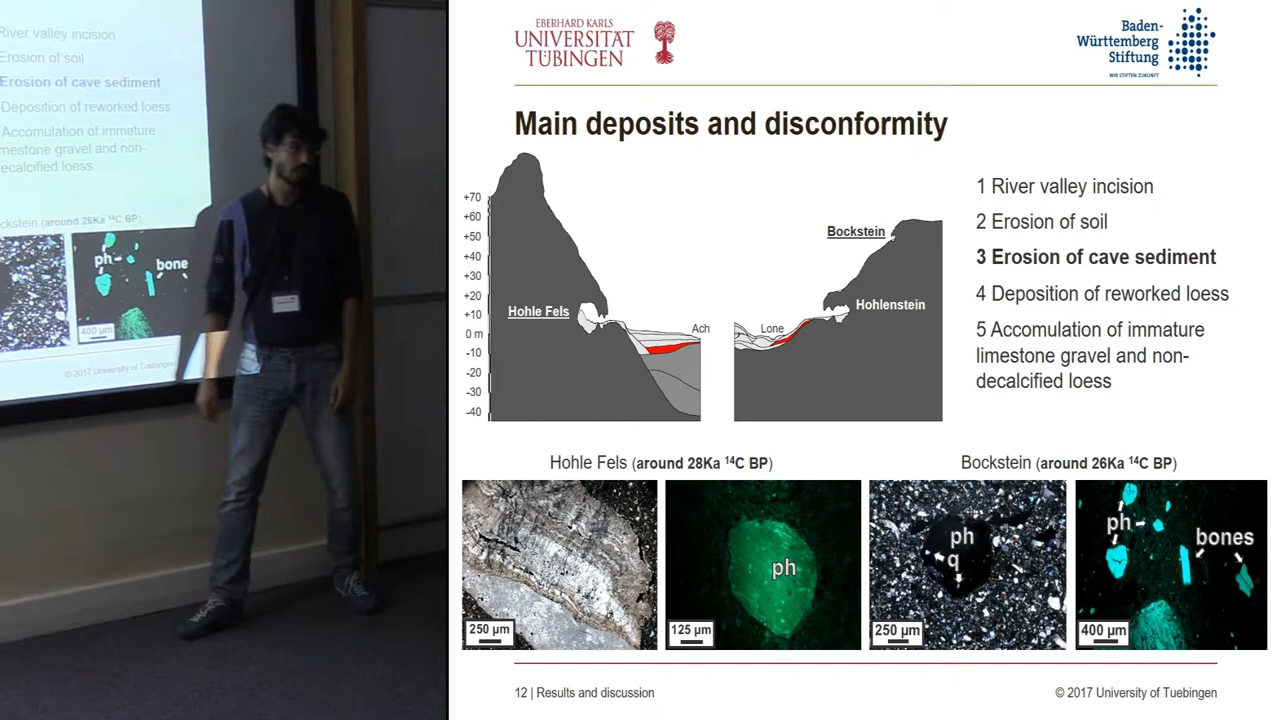 River valley incision
Erosion of soil
Erosion of cave sediment
Deposition of reworked loess
Accomulation of immature
mestone gravel and non-
ecalcified loess
ckstein (around 26Ka 14C BP)
ph
bone
400 µm
© 2017 University of Tuebingen
EBERHARD KARLS
UNIVERSITÄT
TÜBINGEN
Baden-
Württemberg
Stiftung
WIR STIFTEN ZUKUNFT
Main deposits and disconformity
+70
+60
+50
+40
+30
+20
+10
0 m
-10
-20
-30
-40
Hohle Fels
Ach
Bockstein
Hohlenstein
Lone
1 River valley incision
2 Erosion of soil
3 Erosion of cave sediment
4 Deposition of reworked loess
5 Accomulation of immature
limestone gravel and non-
decalcified loess
Hohle Fels (around 28Ka 14C BP)
Bockstein (around 26Ka 14C BP)
250 µm
ph
125 µm
ph
q
250 µm
ph
bones
400 µm
12 | Results and discussion
© 2017 University of Tuebingen